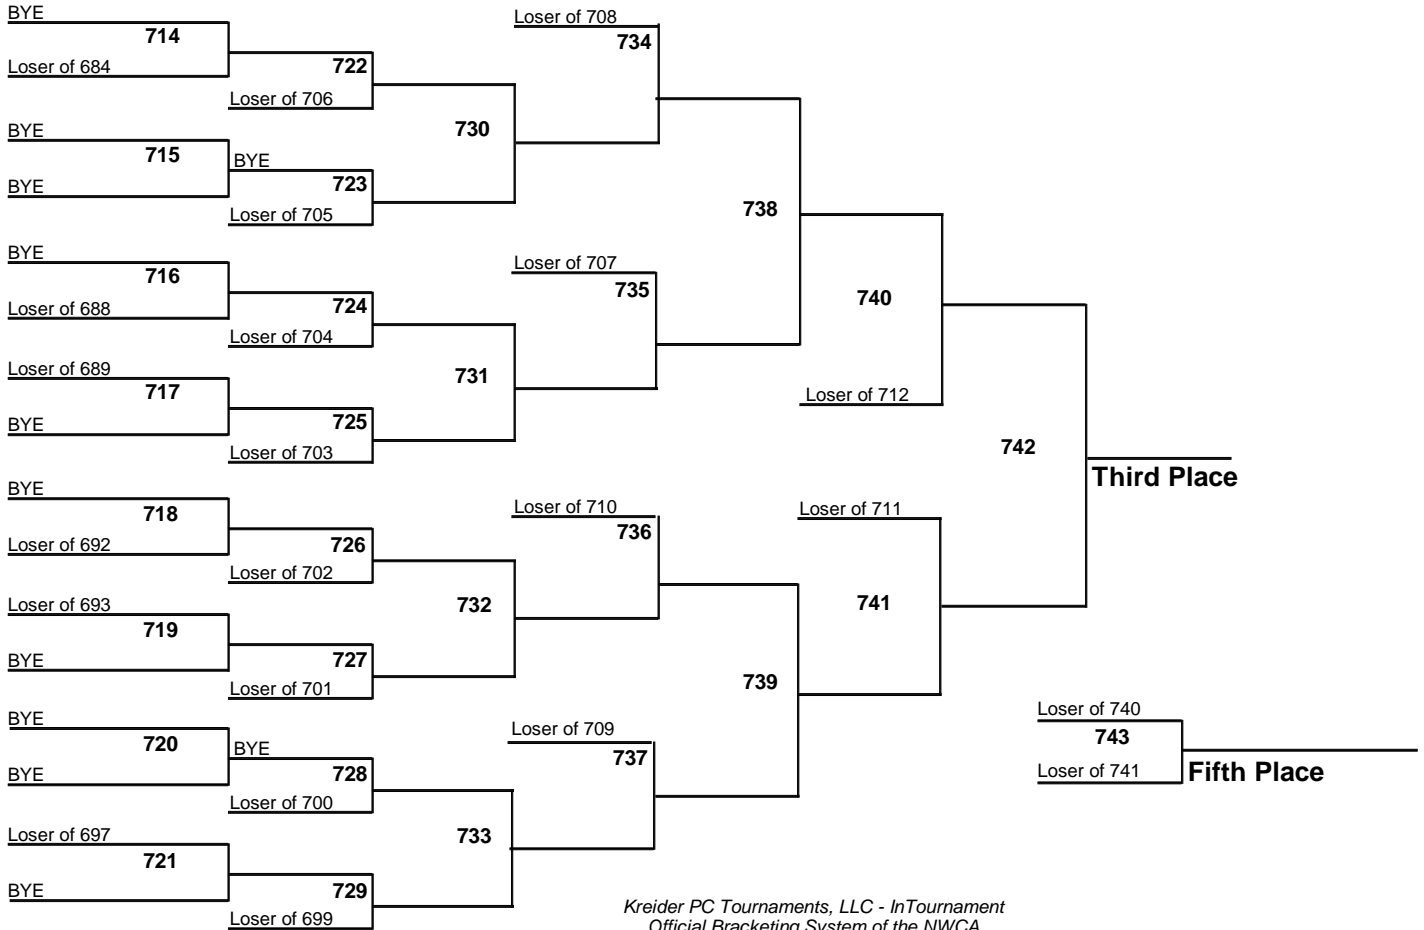 BYE
714
Loser of 684
722
Loser of 706
730
BYE
715
BYE
BYE
723
Loser of 705
Loser of 708
734
738
BYE
716
Loser of 688
724
Loser of 704
731
Loser of 689
717
BYE
725
Loser of 703
Loser of 707
735
740
Loser of 712
742
Third Place
BYE
718
Loser of 692
726
Loser of 702
732
Loser of 693
719
BYE
727
Loser of 701
Loser of 710
736
739
Loser of 711
741
BYE
720
BYE
BYE
728
Loser of 700
733
Loser of 697
721
BYE
729
Loser of 699
Loser of 709
737
Loser of 740
743
Loser of 741
Fifth Place
Kreider PC Tournaments, LLC - InTournament
Official Bracketing System of the NWCA